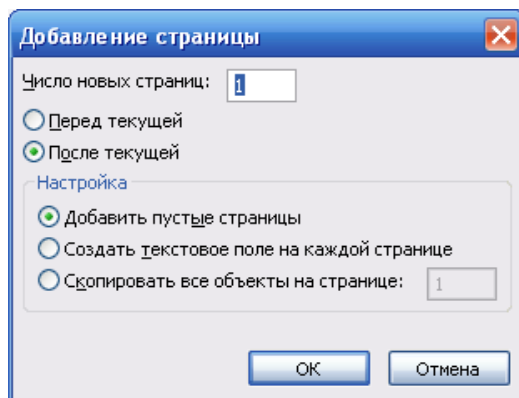 Добавление страницы
Число новых страниц: 1
Перед текущей
После текущей
Настройка
Добавить пустые страницы
Создать текстовое поле на каждой странице
Скопировать все объекты на странице: 1
ОК Отмена